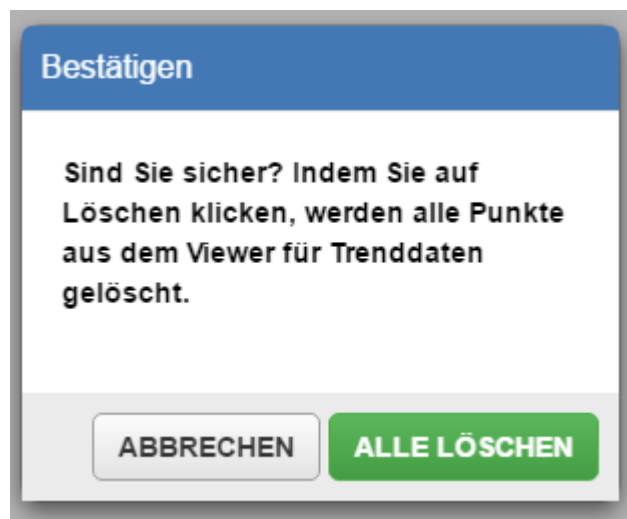 Bestätigen
Sind Sie sicher? Indem Sie auf
Löschen klicken, werden alle Punkte
aus dem Viewer für Trenddaten
gelöscht.
ABBRECHEN ALLE LÖSCHEN